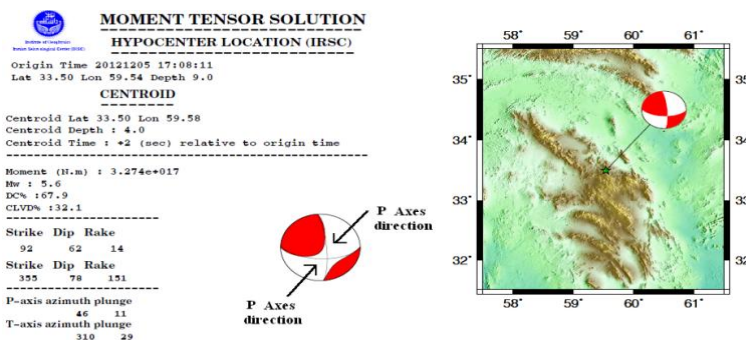 MOMENT TENSOR SOLUTION
HYPOCENTER LOCATION (IRSC)
Origin Time 20121205 17:08:11
Lat 33.50 Lon 59.54 Depth 9.0
CENTROID
Centroid Lat 33.50 Lon 59.58
Centroid Depth : 4.0
Centroid Time : +2 (sec) relative to origin time
Moment (N.m) : 3.274e+017
Mw : 5.6
DC% :67.9
CLVD% :32.1
Strike Dip Rake
92 62 14
Strike Dip Rake
355 78 151
P-axis azimuth plunge
46 11
T-axis azimuth plunge
310 29
P Axes
direction
P Axes
direction
58° 59° 60° 61°
35° 35°
34° 34°
33° 33°
32° 32°
58° 59° 60° 61°